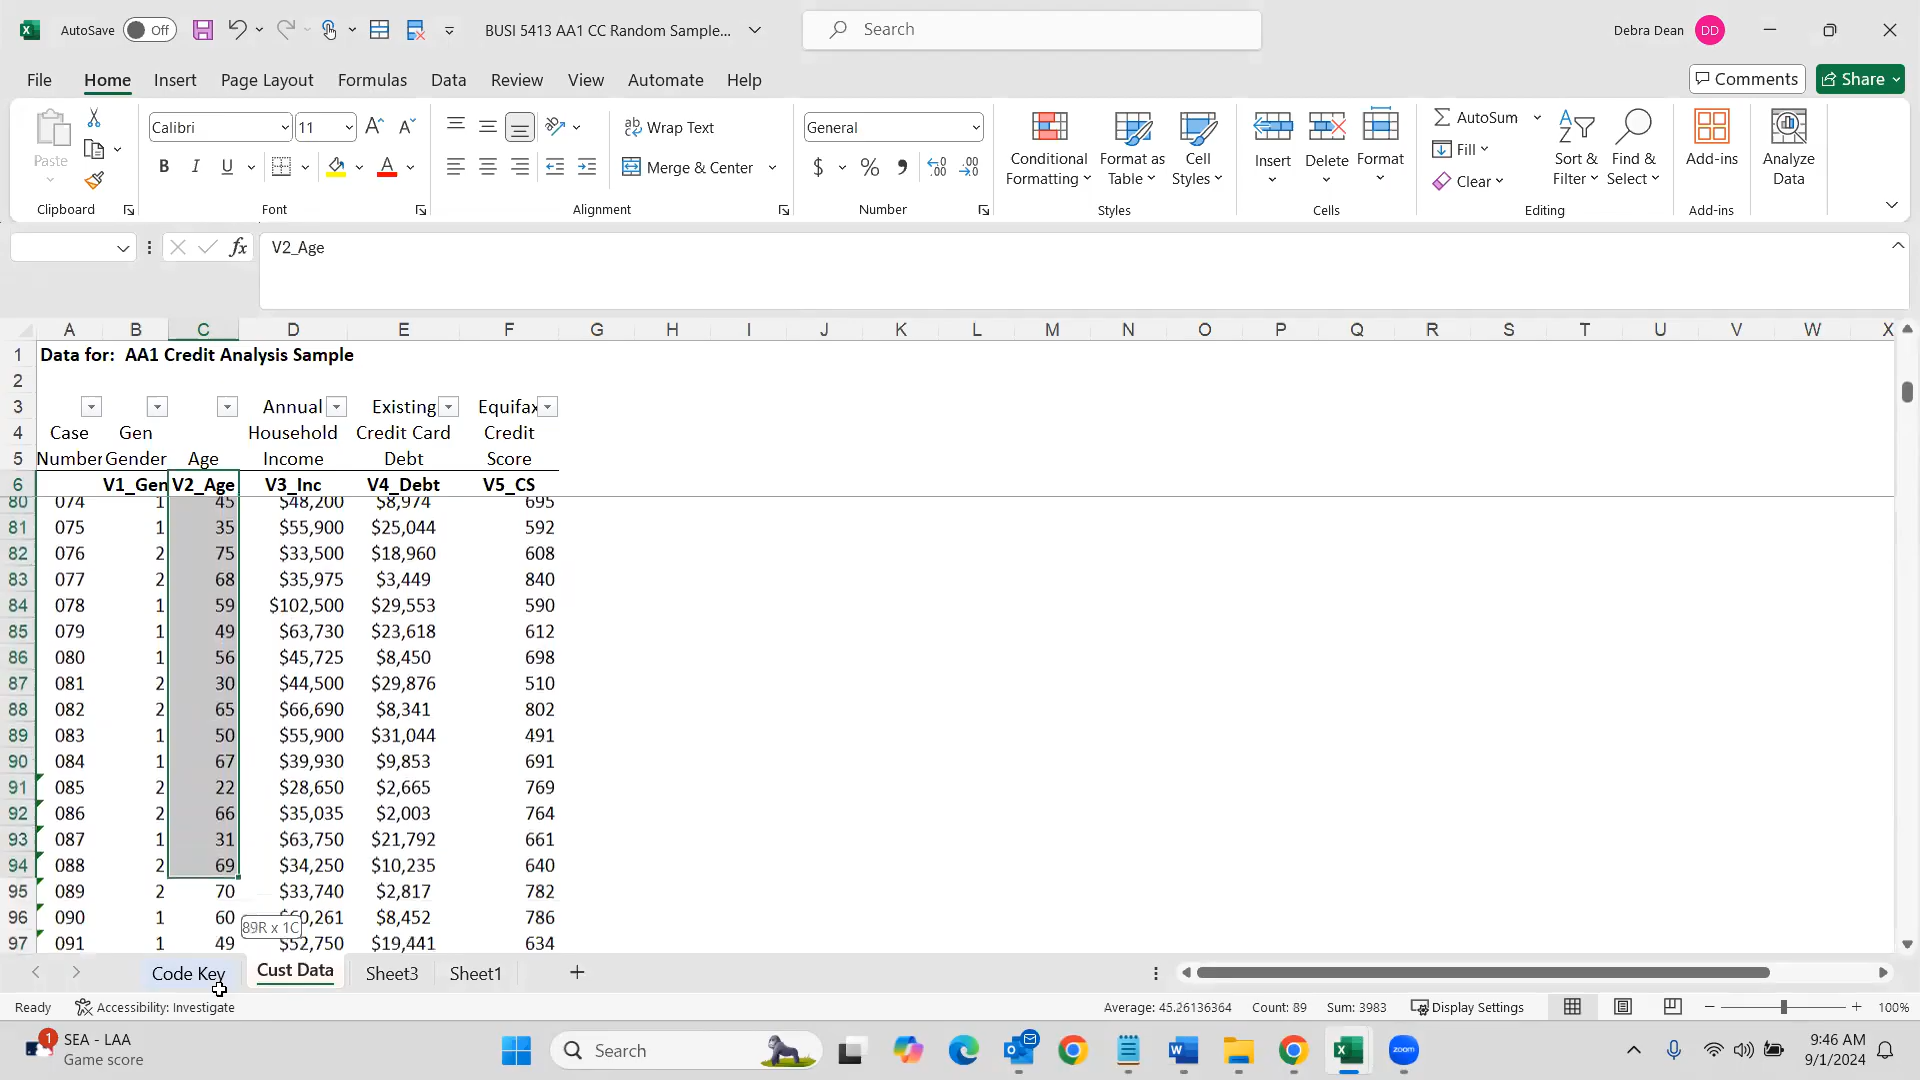 AutoSave Off BUSI 5413 AA1 CC Random Sample... Search Debra Dean DD
File Home Insert Page Layout Formulas Data Review View Automate Help Comments Share
Paste Calibri 11 Wrap Text General Conditional Formatting Format as Table Cell Styles Insert Delete Format AutoSum Fill Clear Sort & Filter Find & Select Add-ins Analyze Data
B I U Merge & Center $ % ,
Clipboard Font Alignment Number Styles Cells Editing Add-ins
fx V2_Age
A B C D E F G H I J K L M N O P Q R S T U V W X
1 Data for: AA1 Credit Analysis Sample
2
3 Annual Existing Equifax
4 Case Gen Household Credit Card Credit
5 Number Gender Age Income Debt Score
6 V1_Gen V2_Age V3_Inc V4_Debt V5_CS
80 074 1 45 $48,200 $8,974 695
81 075 1 35 $55,900 $25,044 592
82 076 2 75 $33,500 $18,960 608
83 077 2 68 $35,975 $3,449 840
84 078 1 59 $102,500 $29,553 590
85 079 1 49 $63,730 $23,618 612
86 080 1 56 $45,725 $8,450 698
87 081 2 30 $44,500 $29,876 510
88 082 2 65 $66,690 $8,341 802
89 083 1 50 $55,900 $31,044 491
90 084 1 67 $39,930 $9,853 691
91 085 2 22 $28,650 $2,665 769
92 086 2 66 $35,035 $2,003 764
93 087 1 31 $63,750 $21,792 661
94 088 2 69 $34,250 $10,235 640
95 089 2 70 $33,740 $2,817 782
96 090 1 60 0,261 $8,452 786
89R x 1C
97 091 1 49 $52,750 $19,441 634
Code Key Cust Data Sheet3 Sheet1
Ready Accessibility: Investigate Average: 45.26136364 Count: 89 Sum: 3983 Display Settings 100%
1 SEA - LAA
Game score
Search
zoom
9:46 AM
9/1/2024